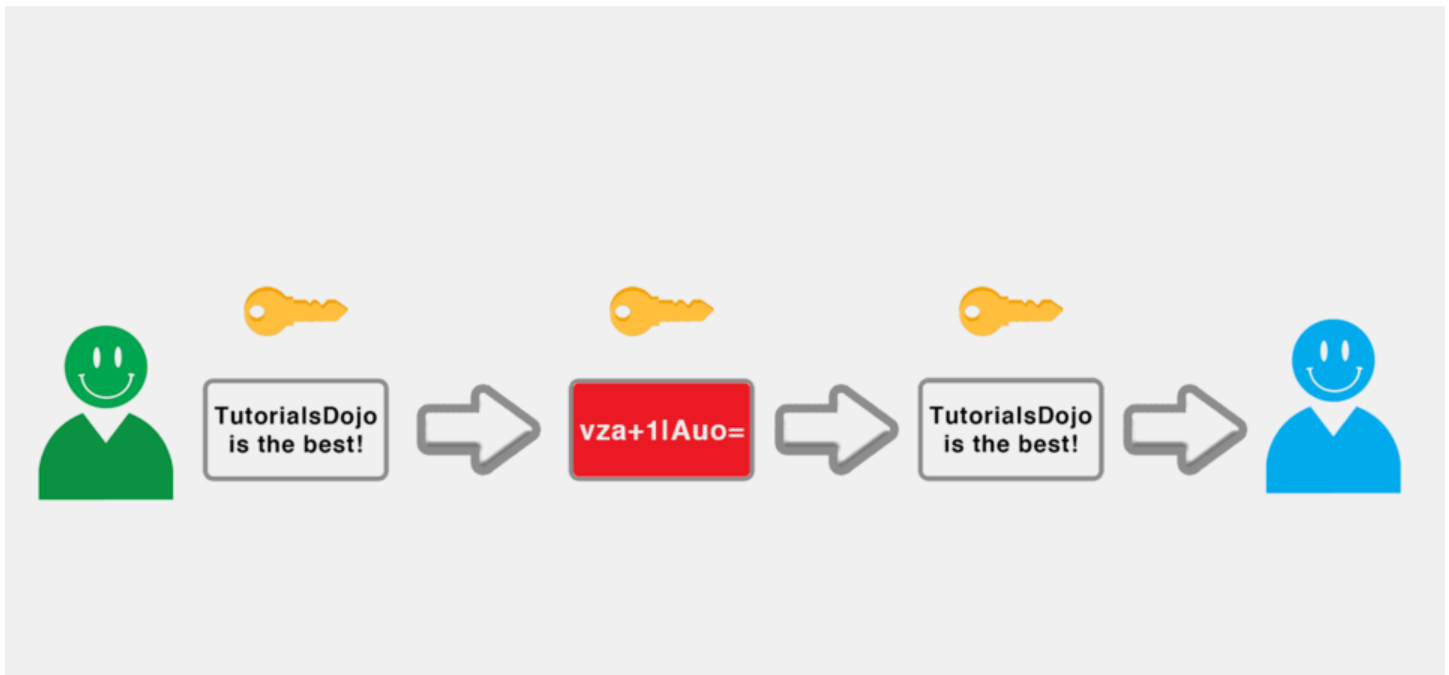 TutorialsDojo
is the best!
vza+1lAuo=
TutorialsDojo
is the best!